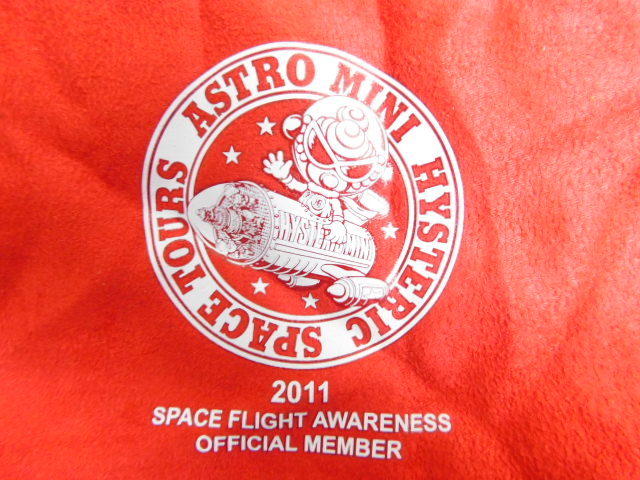 ASTRO MINI
HYSTERIC SPACE TOURS
HYSTERIC MINI
2011
SPACE FLIGHT AWARENESS
OFFICIAL MEMBER